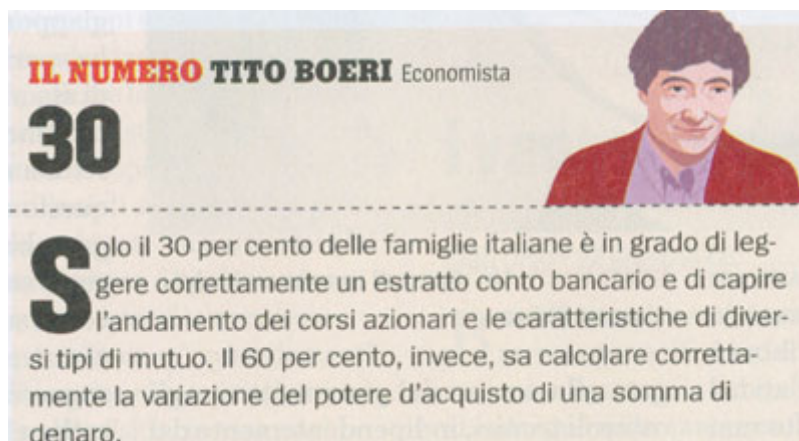 IL NUMERO TITO BOERI Economista
30
Solo il 30 per cento delle famiglie italiane è in grado di leg-
gere correttamente un estratto conto bancario e di capire
l'andamento dei corsi azionari e le caratteristiche di diver-
si tipi di mutuo. Il 60 per cento, invece, sa calcolare corretta-
mente la variazione del potere d'acquisto di una somma di
denaro.